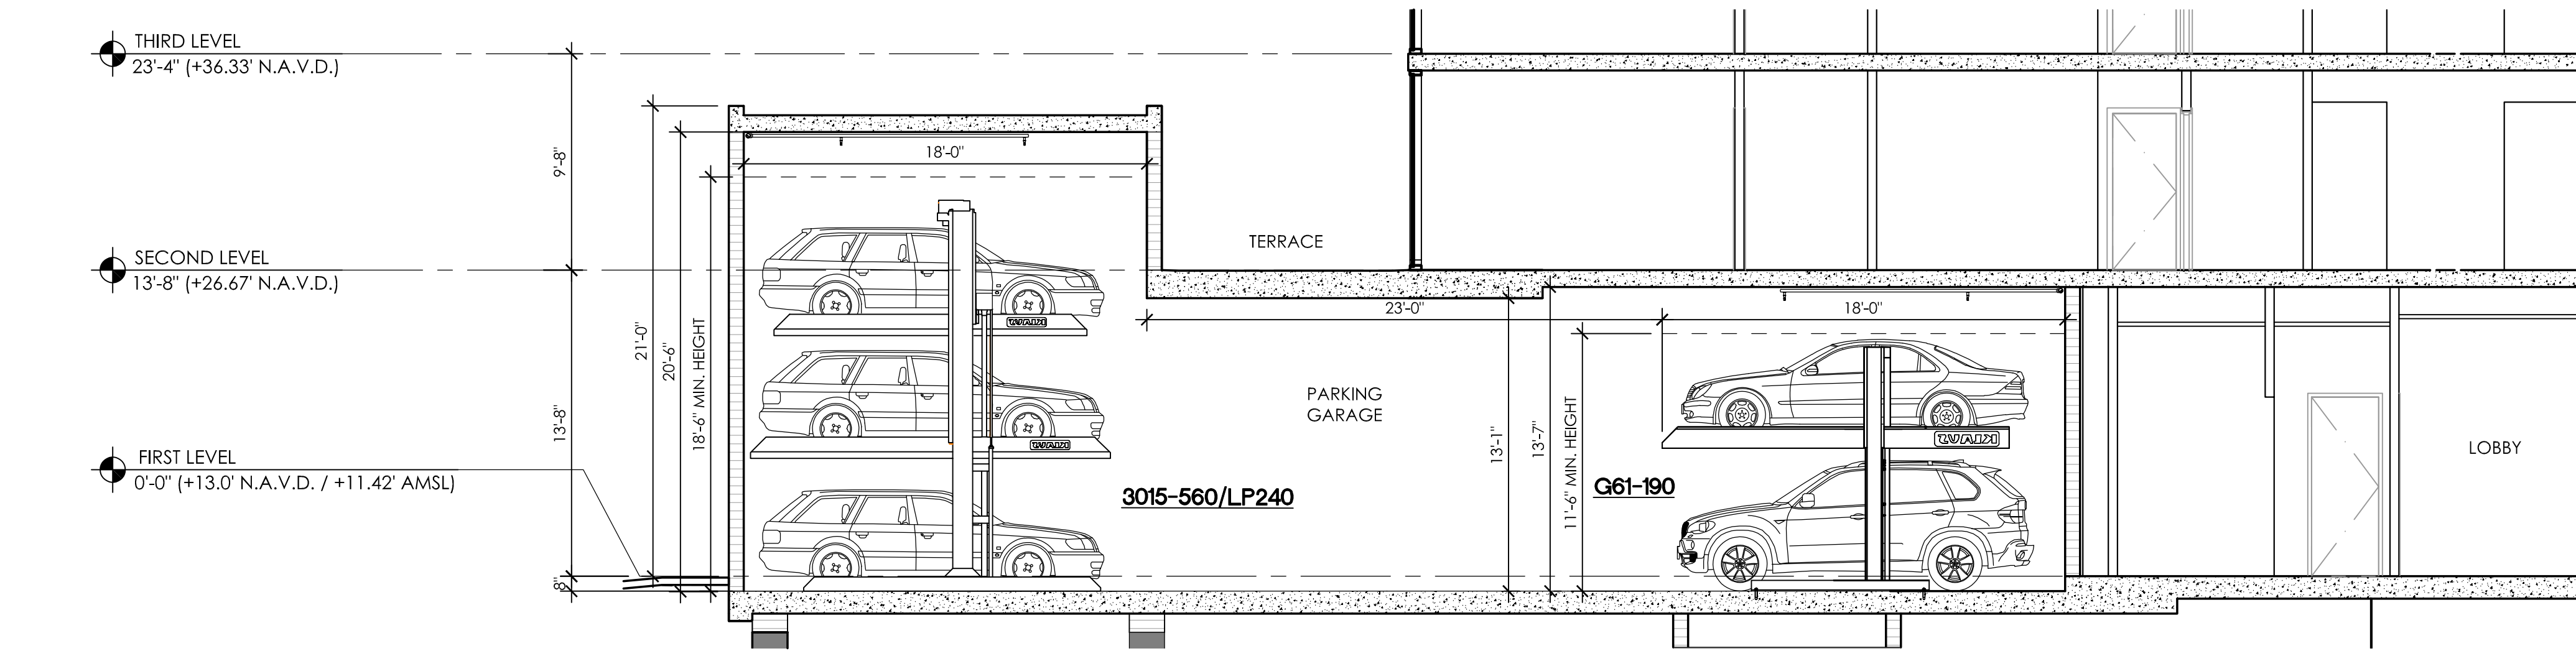 THIRD LEVEL
23'-4" (+36.33' N.A.V.D.)
SECOND LEVEL
13'-8" (+26.67' N.A.V.D.)
FIRST LEVEL
0'-0" (+13.0' N.A.V.D. / +11.42' AMSL)
9'-8"
13'-8"
8"
21'-0"
20'-6"
18'-6" MIN. HEIGHT
18'-0"
KLAUS
KLAUS
3015-560/LP240
TERRACE
23'-0"
PARKING
GARAGE
13'-1"
13'-7"
11'-6" MIN. HEIGHT
G61-190
18'-0"
KLAUS
LOBBY